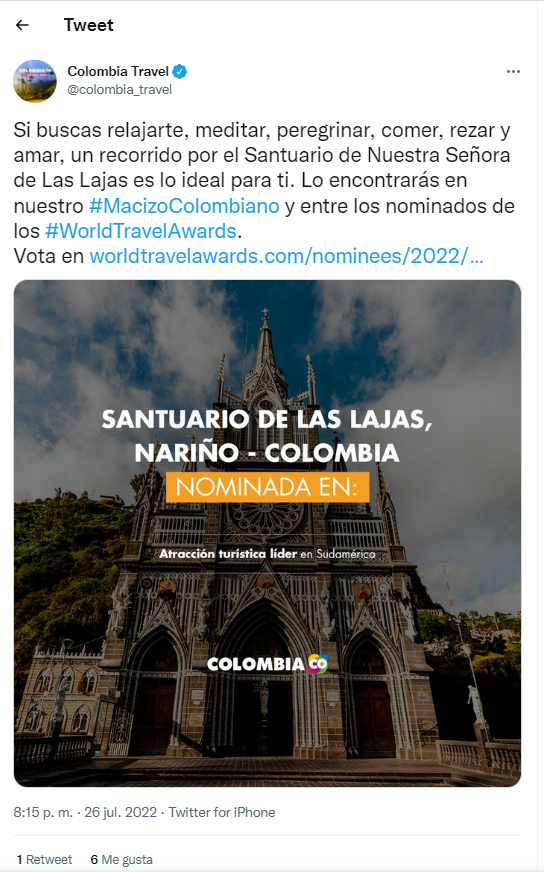 Tweet
Colombia Travel
@colombia_travel
Si buscas relajarte, meditar, peregrinar, comer, rezar y
amar, un recorrido por el Santuario de Nuestra Señora
de Las Lajas es lo ideal para ti. Lo encontrarás en
nuestro #MacizoColombiano y entre los nominados de
los #WorldTravelAwards.
Vota en worldtravelawards.com/nominees/2022/...
SANTUARIO DE LAS LAJAS,
NARIÑO - COLOMBIA
NOMINADA EN:
Atracción turística líder en Sudamérica
COLOMBIA CO
8:15 p. m. · 26 jul. 2022 · Twitter for iPhone
1 Retweet 6 Me gusta